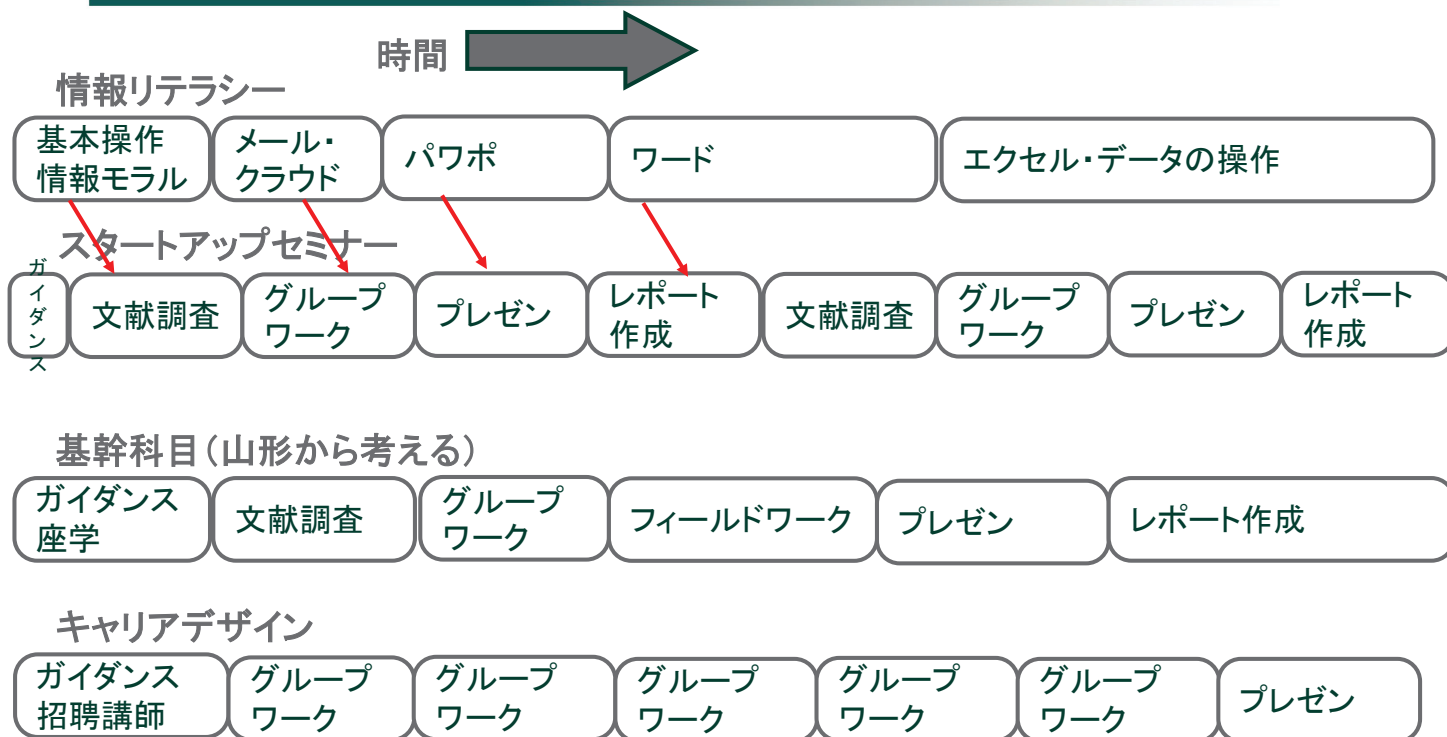 時間
情報リテラシー
基本操作
情報モラル
メール・
クラウド
パワポ
ワード
エクセル・データの操作
スタートアップセミナー
ガイダンス
文献調査
グループ
ワーク
プレゼン
レポート
作成
文献調査
グループ
ワーク
プレゼン
レポート
作成
基幹科目(山形から考える)
ガイダンス
座学
文献調査
グループ
ワーク
フィールドワーク
プレゼン
レポート作成
キャリアデザイン
ガイダンス
招聘講師
グループ
ワーク
グループ
ワーク
グループ
ワーク
グループ
ワーク
グループ
ワーク
プレゼン